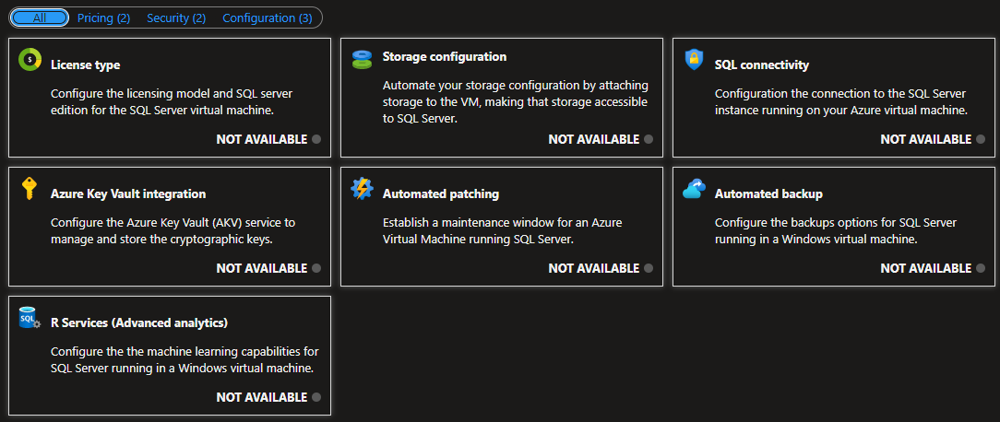 All Pricing (2) Security (2) Configuration (3)
License type
Configure the licensing model and SQL server
edition for the SQL Server virtual machine.
NOT AVAILABLE
Storage configuration
Automate your storage configuration by attaching
storage to the VM, making that storage accessible
to SQL Server.
NOT AVAILABLE
SQL connectivity
Configuration the connection to the SQL Server
instance running on your Azure virtual machine.
NOT AVAILABLE
Azure Key Vault integration
Configure the Azure Key Vault (AKV) service to
manage and store the cryptographic keys.
NOT AVAILABLE
Automated patching
Establish a maintenance window for an Azure
Virtual Machine running SQL Server.
NOT AVAILABLE
Automated backup
Configure the backups options for SQL Server
running in a Windows virtual machine.
NOT AVAILABLE
SQL
R Services (Advanced analytics)
Configure the the machine learning capabilities for
SQL Server running in a Windows virtual machine.
NOT AVAILABLE